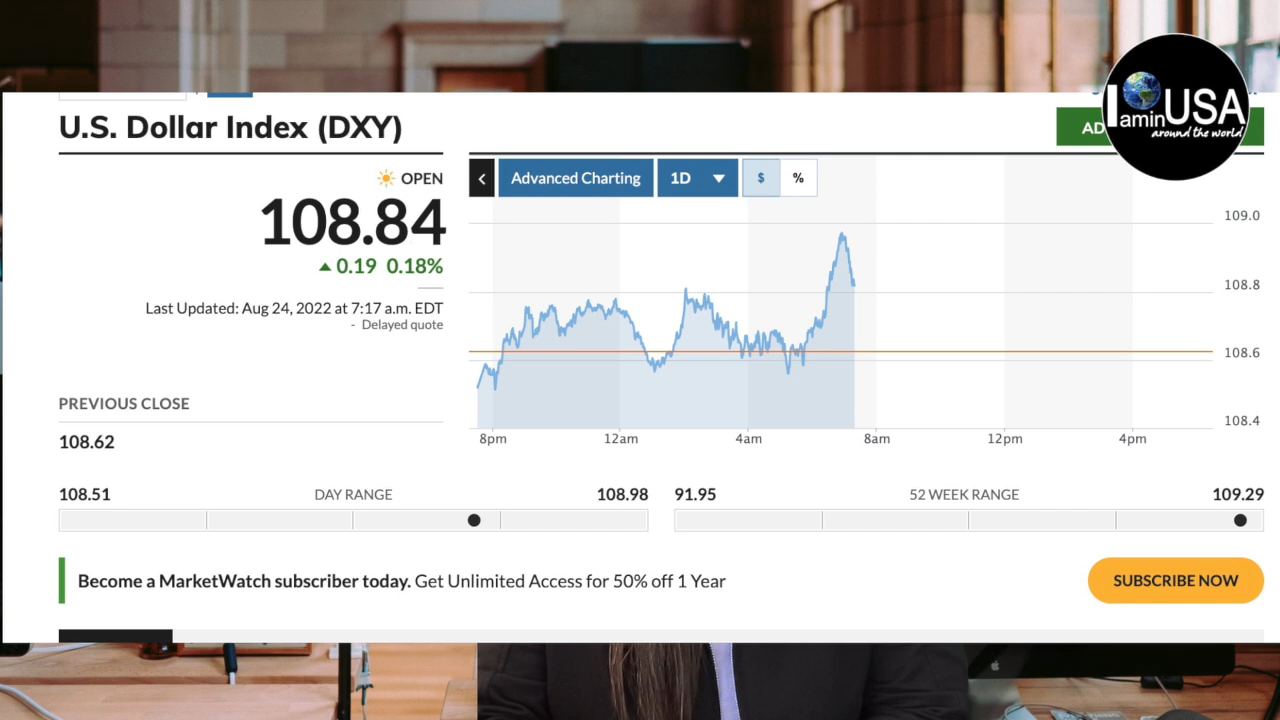 U.S. Dollar Index (DXY)
AD
I aminUSA
around the world
OPEN
108.84
0.19 0.18%
Last Updated: Aug 24, 2022 at 7:17 a.m. EDT
- Delayed quote
PREVIOUS CLOSE
108.62
< Advanced Charting 1D $ %
109.0
108.8
108.6
108.4
8pm 12am 4am 8am 12pm 4pm
108.51 DAY RANGE 108.98
91.95 52 WEEK RANGE 109.29
Become a MarketWatch subscriber today. Get Unlimited Access for 50% off 1 Year
SUBSCRIBE NOW